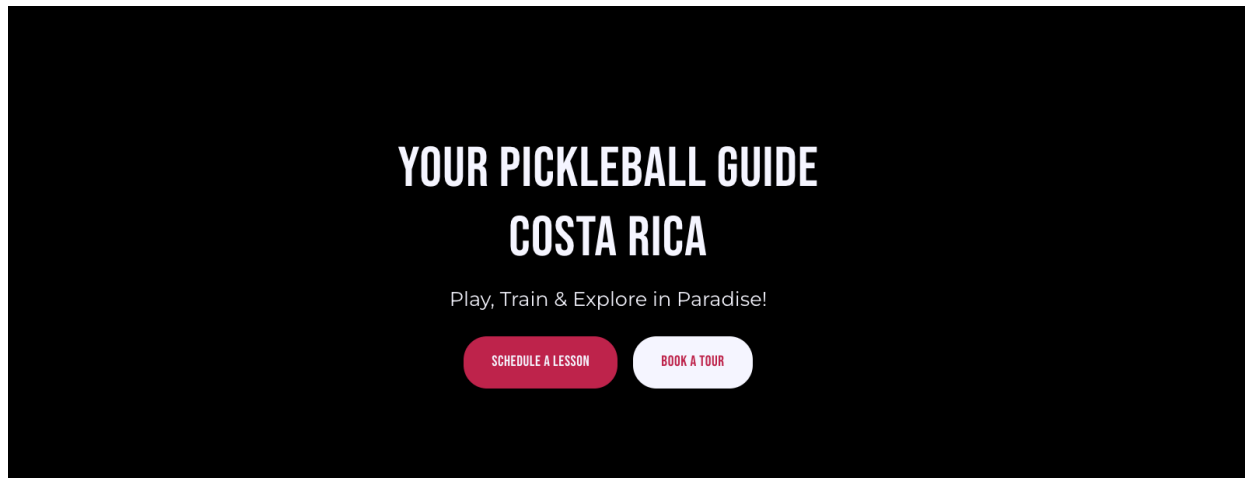 YOUR PICKLEBALL GUIDE
COSTA RICA
Play, Train & Explore in Paradise!
SCHEDULE A LESSON
BOOK A TOUR